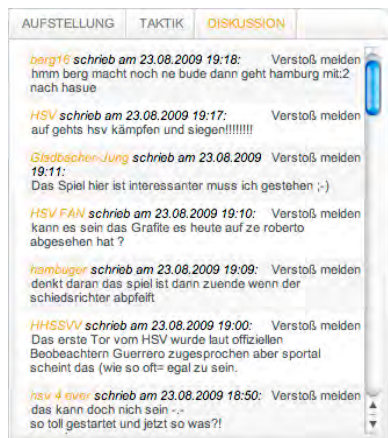 AUFSTELLUNG TAKTIK DISKUSSION
berg16 schrieb am 23.08.2009 19:18: Verstoß melden
hmm berg macht noch ne bude dann geht hamburg mit:2
nach hasue
HSV schrieb am 23.08.2009 19:17: Verstoß melden
auf gehts hsv kämpfen und siegen!!!!!!!!
Gladbacher-Jung schrieb am 23.08.2009 Verstoß melden
19:11:
Das Spiel hier ist interessanter muss ich gestehen ;-)
HSV FAN schrieb am 23.08.2009 19:10: Verstoß melden
kann es sein das Grafite es heute auf ze roberto
abgesehen hat ?
hambuger schrieb am 23.08.2009 19:09: Verstoß melden
denkt daran das spiel ist dann zuende wenn der
schiedsrichter abpfeift
HHSSVV schrieb am 23.08.2009 19:00: Verstoß melden
Das erste Tor vom HSV wurde laut offiziellen
Beobeachtern Guerrero zugesprochen aber sportal
scheint das (wie so oft= egal zu sein.
hsv 4 ever schrieb am 23.08.2009 18:50: Verstoß melden
das kann doch nich sein -.-
so toll gestartet und jetzt so was?!